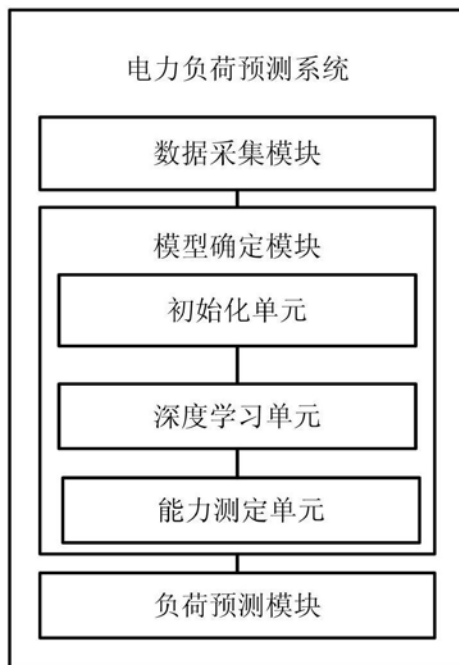 电力负荷预测系统
数据采集模块
模型确定模块
初始化单元
深度学习单元
能力测定单元
负荷预测模块